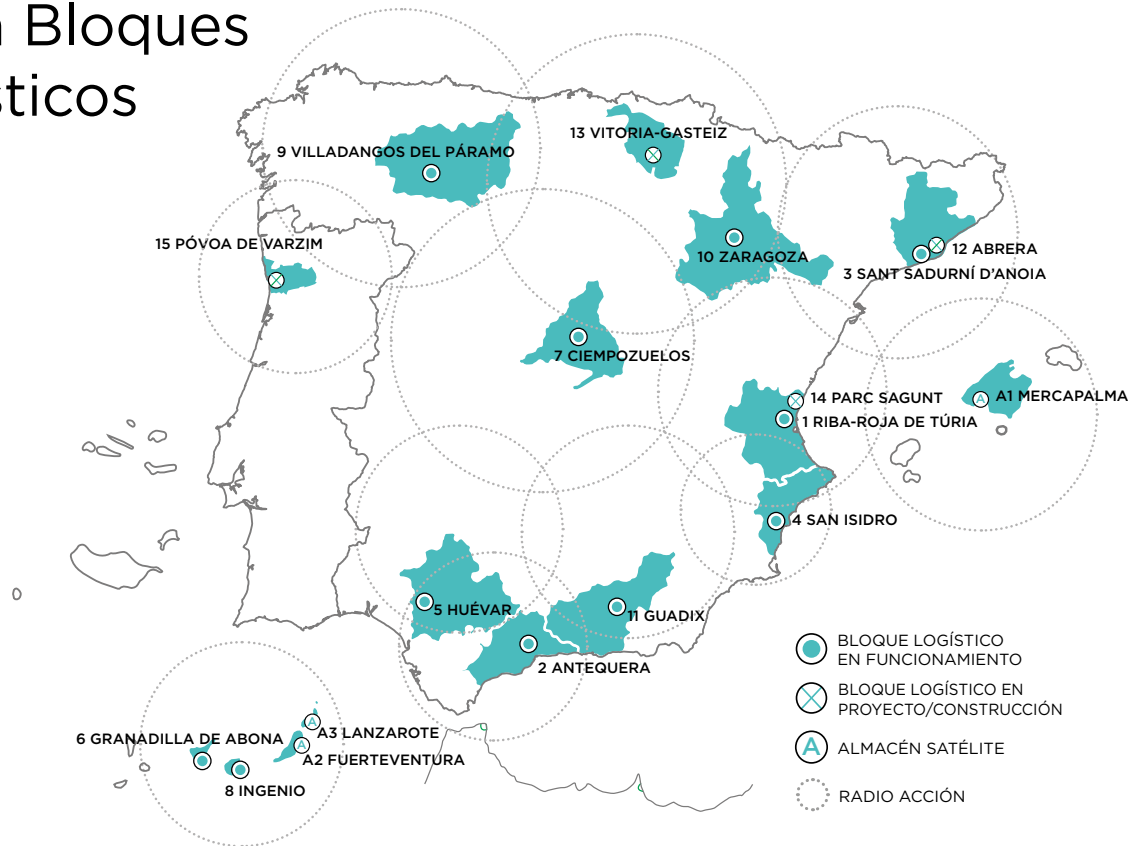 Bloques
sticos
13 VITORIA-GASTEIZ
9 VILLADANGOS DEL PÁRAMO
15 PÓVOA DE VARZIM
12 ABRERA
10 ZARAGOZA
3 SANT SADURNÍ D’ANOIA
7 CIEMPOZUELOS
14 PARC SAGUNT
A A1 MERCAPALMA
1 RIBA-ROJA DE TÚRIA
4 SAN ISIDRO
5 HUÉVAR
11 GUADIX
2 ANTEQUERA
BLOQUE LOGÍSTICO
EN FUNCIONAMIENTO
BLOQUE LOGÍSTICO EN
PROYECTO/CONSTRUCCIÓN
A ALMACÉN SATÉLITE
RADIO ACCIÓN
A A3 LANZAROTE
6 GRANADILLA DE ABONA
A A2 FUERTEVENTURA
8 INGENIO